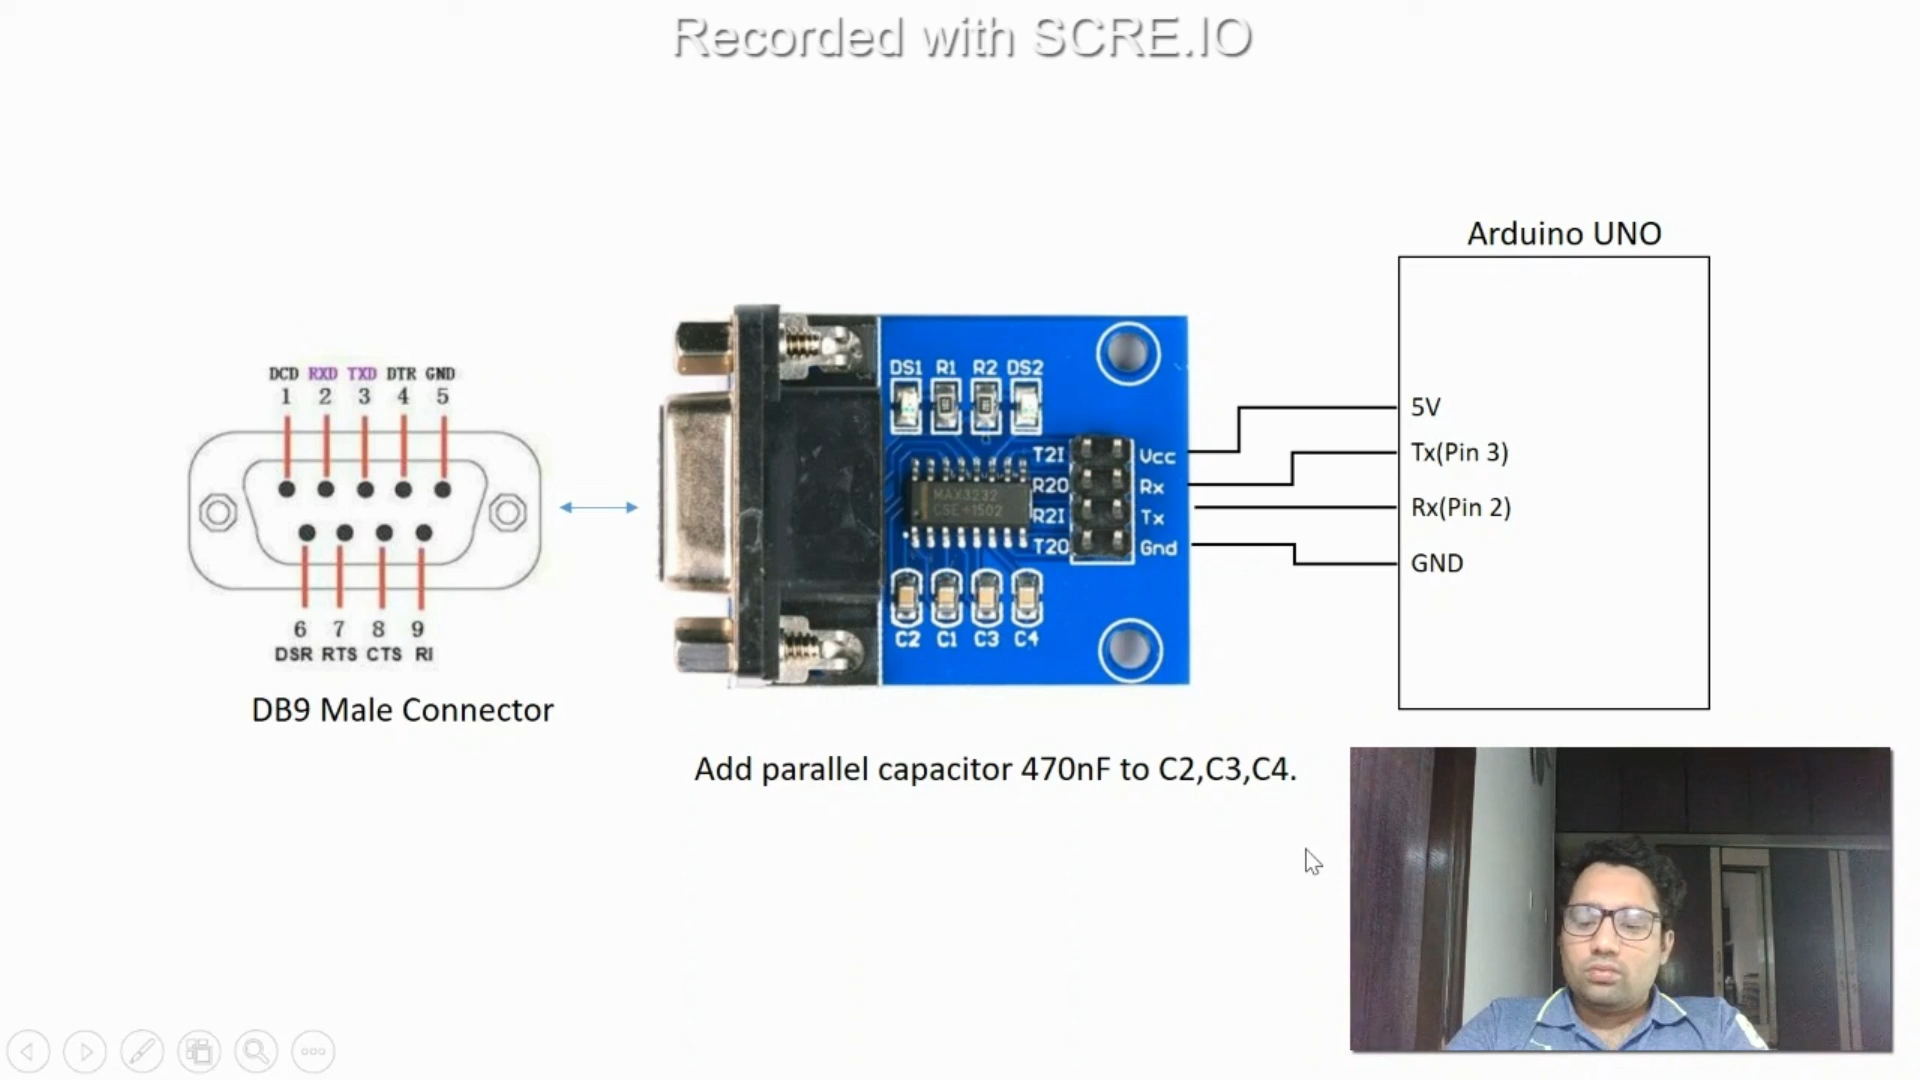 Recorded with SCRE.IO
Arduino UNO
DCD RXD TXD DTR GND
1 2 3 4 5
6 7 8 9
DSR RTS CTS RI
DB9 Male Connector
DS1 R1 R2 DS2
T2I Vcc
R2O Rx
R2I Tx
T2O Gnd
MAX3232
CSE+1502
C2 C1 C3 C4
5V
Tx(Pin 3)
Rx(Pin 2)
GND
Add parallel capacitor 470nF to C2,C3,C4.